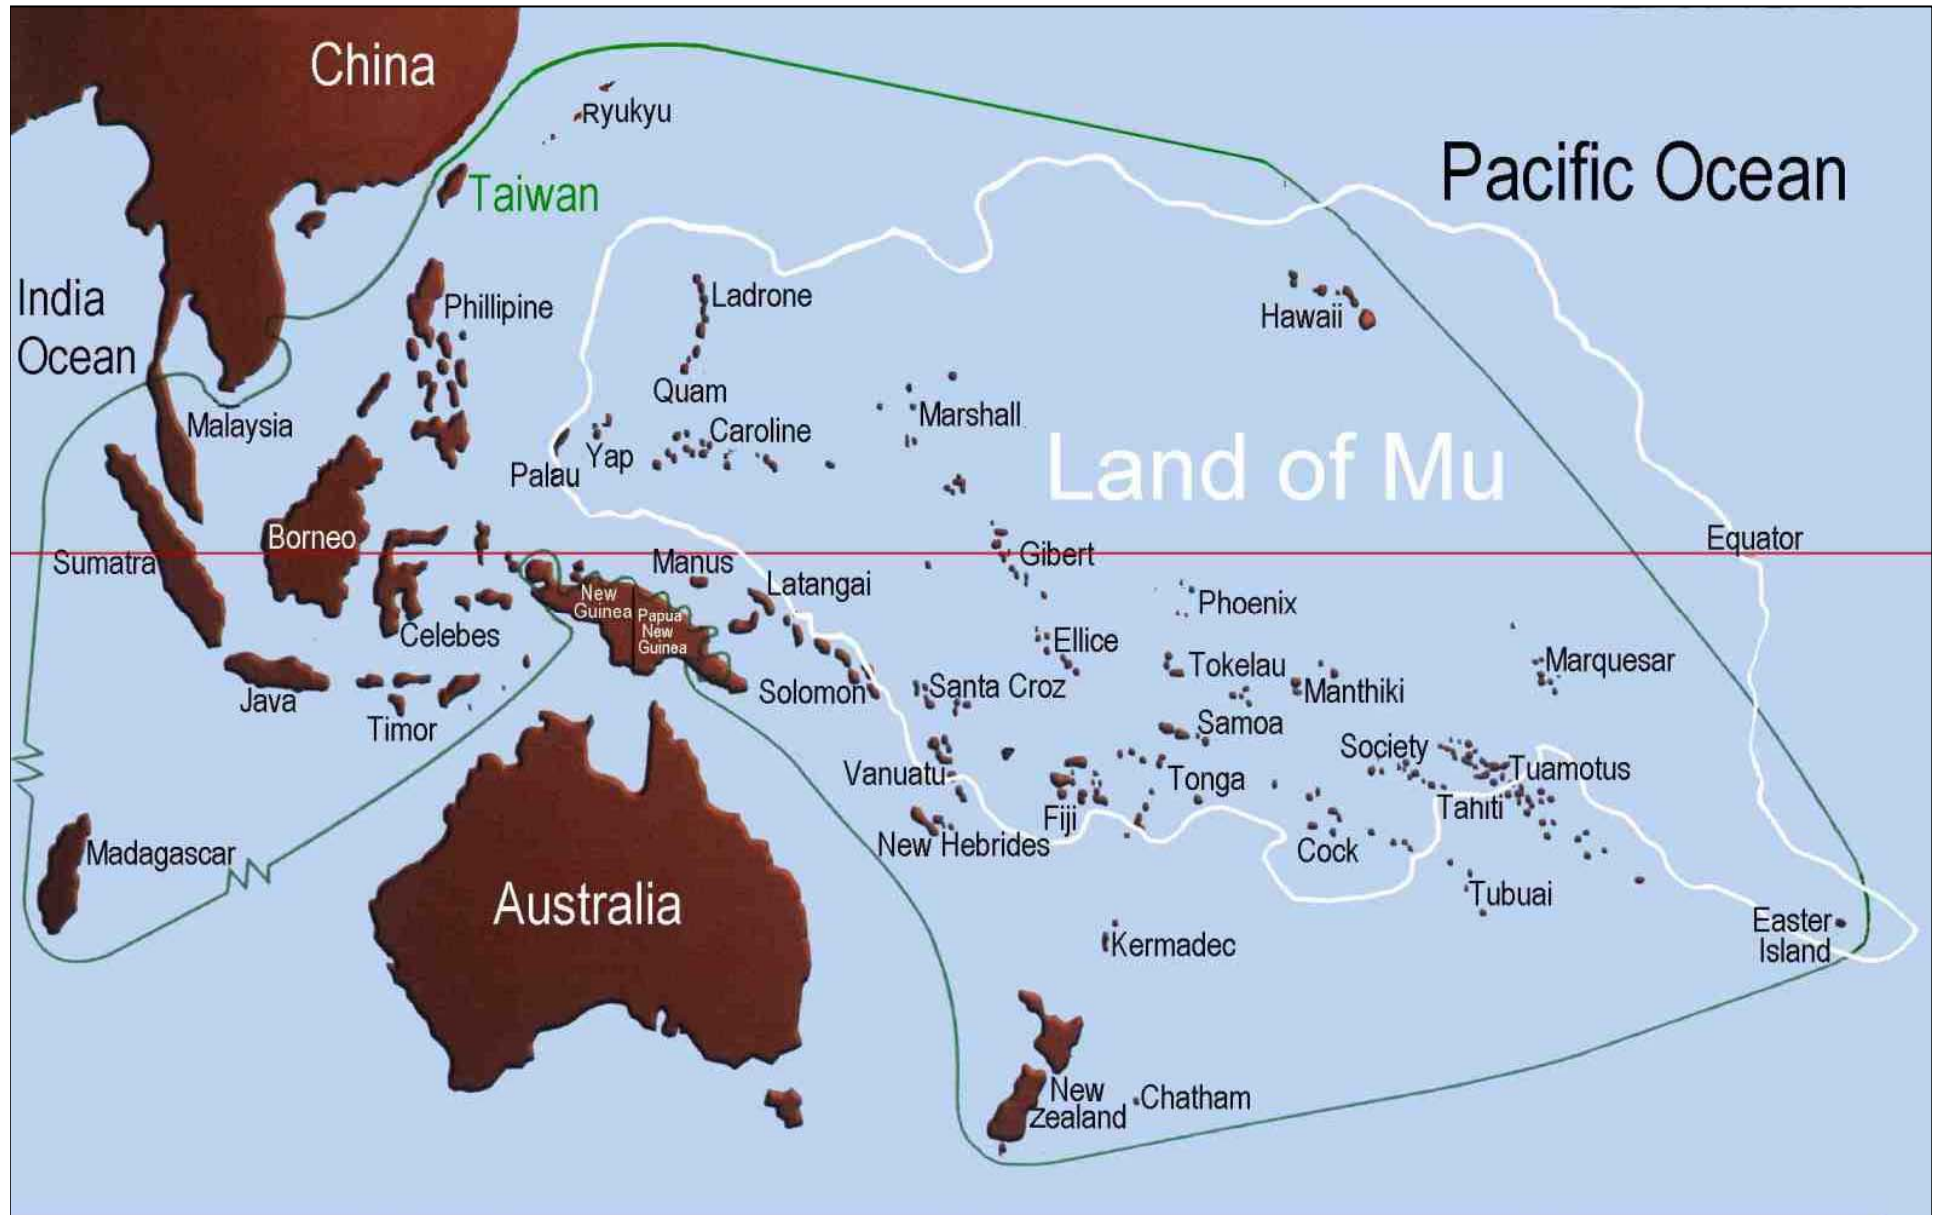 China
Ryukyu
Pacific Ocean
Taiwan
India
Ocean
Phillipine
Ladrone
Hawaii
Quam
Malaysia
Caroline
Marshall
Yap
Palau
Land of Mu
Borneo
Equator
Sumatra
Manus
Gibert
Latangai
New
Guinea
Papua
New
Guinea
Phoenix
Celebes
Ellice
Tokelau
Marquesar
Java
Solomon
Santa Croz
Manthiki
Timor
Samoa
Society
Vanuatu
Tonga
Tuamotus
Tahiti
Fiji
New Hebrides
Cock
Madagascar
Tubuai
Australia
Easter
Island
Kermadec
New
Zealand
Chatham